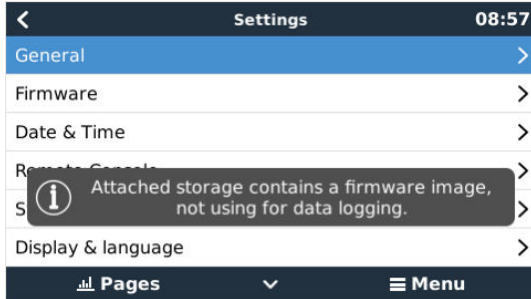 Settings 08:57
General
Firmware
Date & Time
Attached storage contains a firmware image,
not using for data logging.
Display & language
Pages Menu